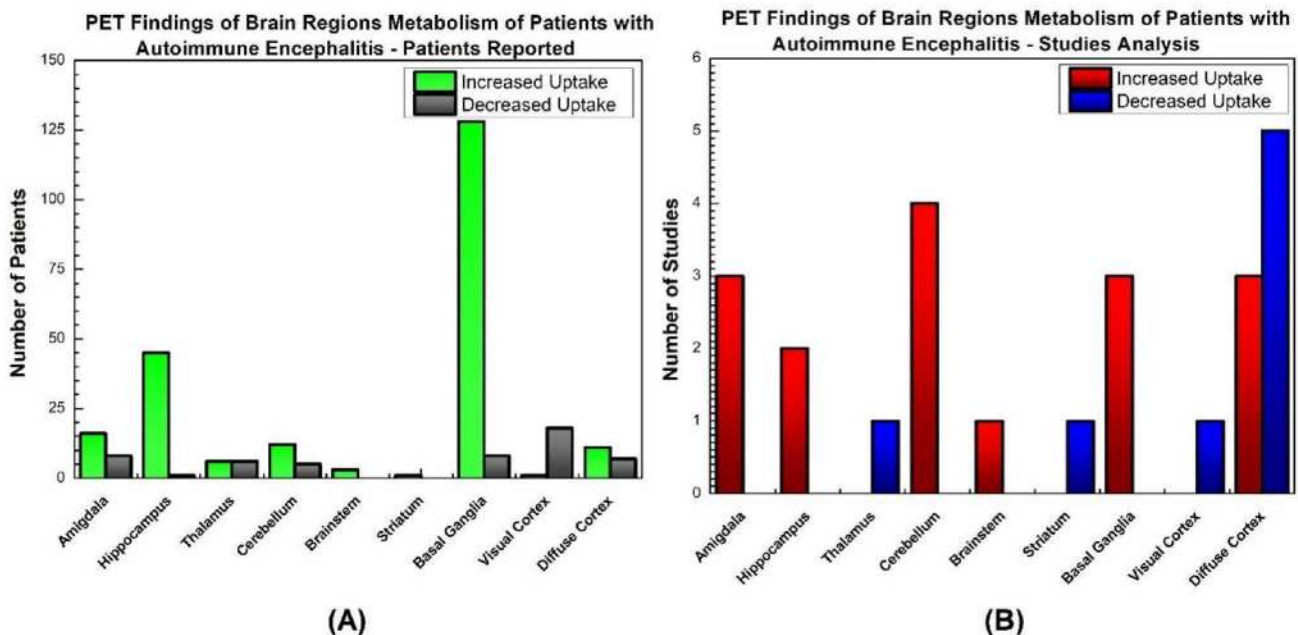 PET Findings of Brain Regions Metabolism of Patients with
Autoimmune Encephalitis - Patients Reported
150
125
100
75
50
25
0
Number of Patients
Increased Uptake
Decreased Uptake
Amigdala
Hippocampus
Thalamus
Cerebellum
Brainstem
Striatum
Basal Ganglia
Visual Cortex
Diffuse Cortex
(A)
PET Findings of Brain Regions Metabolism of Patients with
Autoimmune Encephalitis - Studies Analysis
6
5
4
3
2
1
0
Number of Studies
Increased Uptake
Decreased Uptake
Amigdala
Hippocampus
Thalamus
Cerebellum
Brainstem
Striatum
Basal Ganglia
Visual Cortex
Diffuse Cortex
(B)